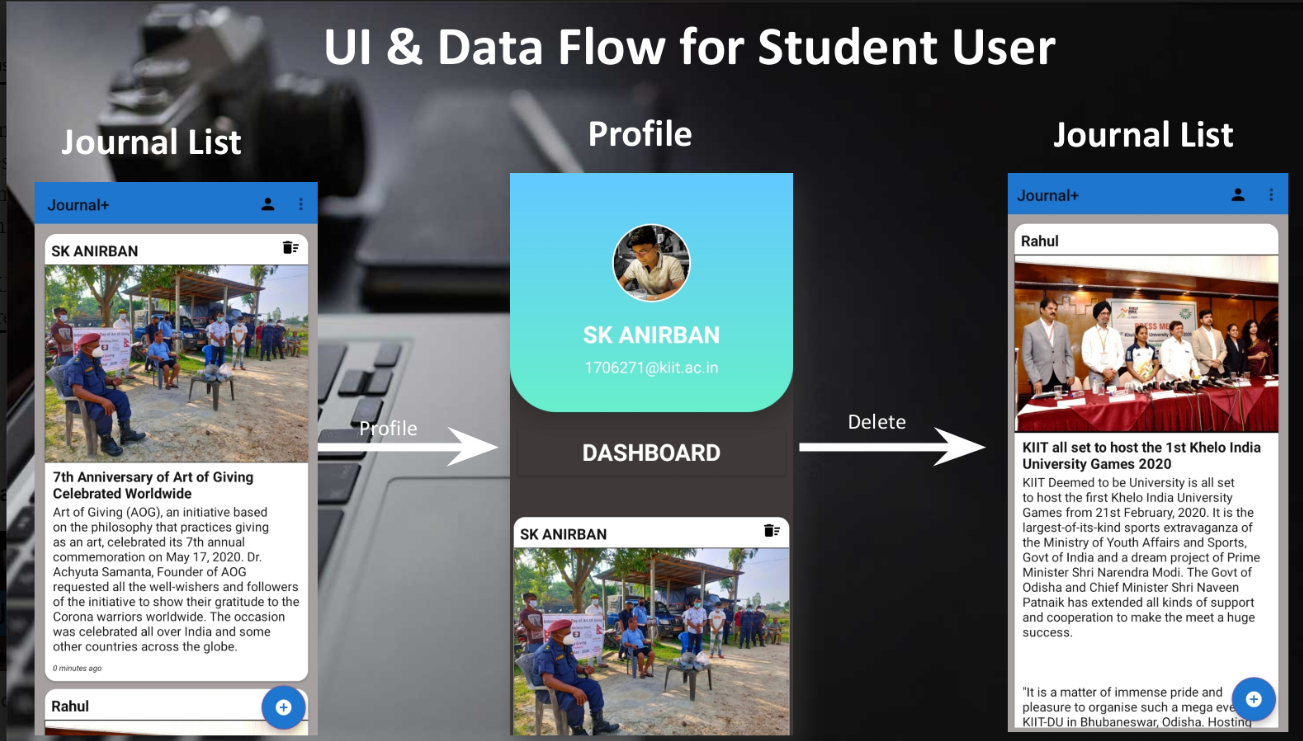 UI & Data Flow for Student User
Journal List
Journal+
SK ANIRBAN
7th Anniversary of Art of Giving
Celebrated Worldwide
Art of Giving (AOG), an initiative based
on the philosophy that practices giving
as an art, celebrated its 7th annual
commemoration on May 17, 2020. Dr.
Achyuta Samanta, Founder of AOG
requested all the well-wishers and followers
of the initiative to show their gratitude to the
Corona warriors worldwide. The occasion
was celebrated all over India and some
other countries across the globe.
0 minutes ago
Rahul
Profile
Profile
SK ANIRBAN
1706271@kiit.ac.in
DASHBOARD
SK ANIRBAN
Delete
Journal List
Journal+
Rahul
PRESS ME
KIIT all set to host the 1st Khelo India
University Games 2020
KIIT Deemed to be University is all set
to host the first Khelo India University
Games from 21st February, 2020. It is the
largest-of-its-kind sports extravaganza of
the Ministry of Youth Affairs and Sports,
Govt of India and a dream project of Prime
Minister Shri Narendra Modi. The Govt of
Odisha and Chief Minister Shri Naveen
Patnaik has extended all kinds of support
and cooperation to make the meet a huge
success.
"It is a matter of immense pride and
pleasure to organise such a mega eve
KIIT-DU in Bhubaneswar, Odisha. Hosting